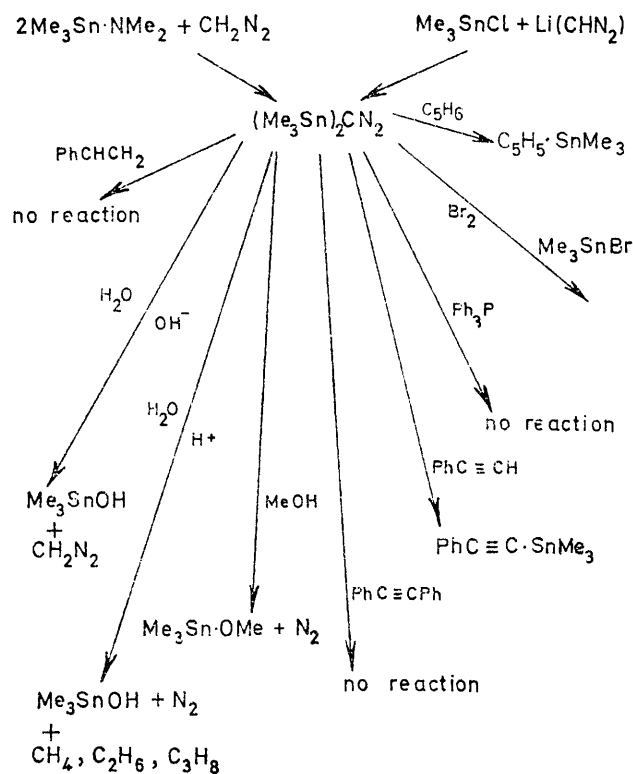 2Me₃Sn·NMe₂ + CH₂N₂
Me₃SnCl + Li(CHN₂)
(Me₃Sn)₂CN₂
C₅H₆
C₅H₅·SnMe₃
PhCHCH₂
no reaction
Br₂
Me₃SnBr
H₂O
OH⁻
Ph₃P
no reaction
H₂O
H+
PhC≡CH
Me₃SnOH
+
CH₂N₂
MeOH
PhC≡C·SnMe₃
PhC≡CPh
Me₃Sn·OMe + N₂
no reaction
Me₃SnOH + N₂
+
CH₄, C₂H₆, C₃H₈